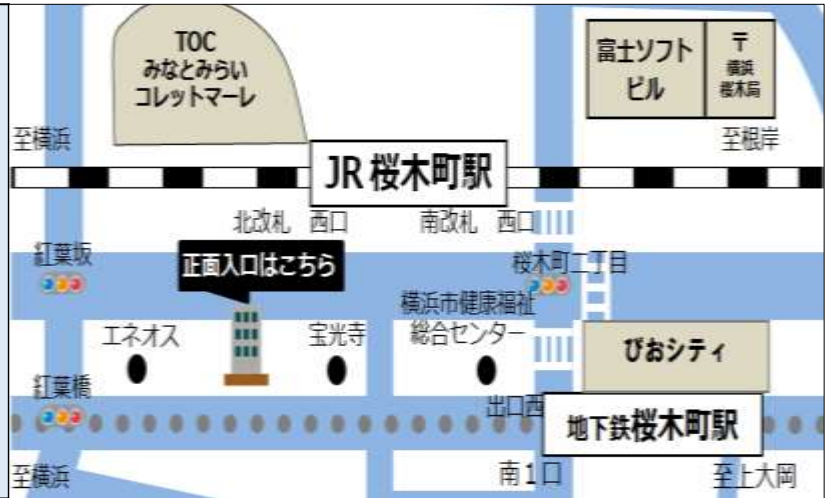 TOC
みなとみらい
コレットマーレ
富士ソフト
ビル
〒
横浜
桜木局
至横浜
至根岸
JR 桜木町駅
北改札 西口
南改札 西口
紅葉坂
正面入口はこちら
桜木町二丁目
横浜市健康福祉
総合センター
エネオス
宝光寺
ぴおシティ
紅葉橋
出口西
地下鉄桜木町駅
至横浜
南1口
至上大岡